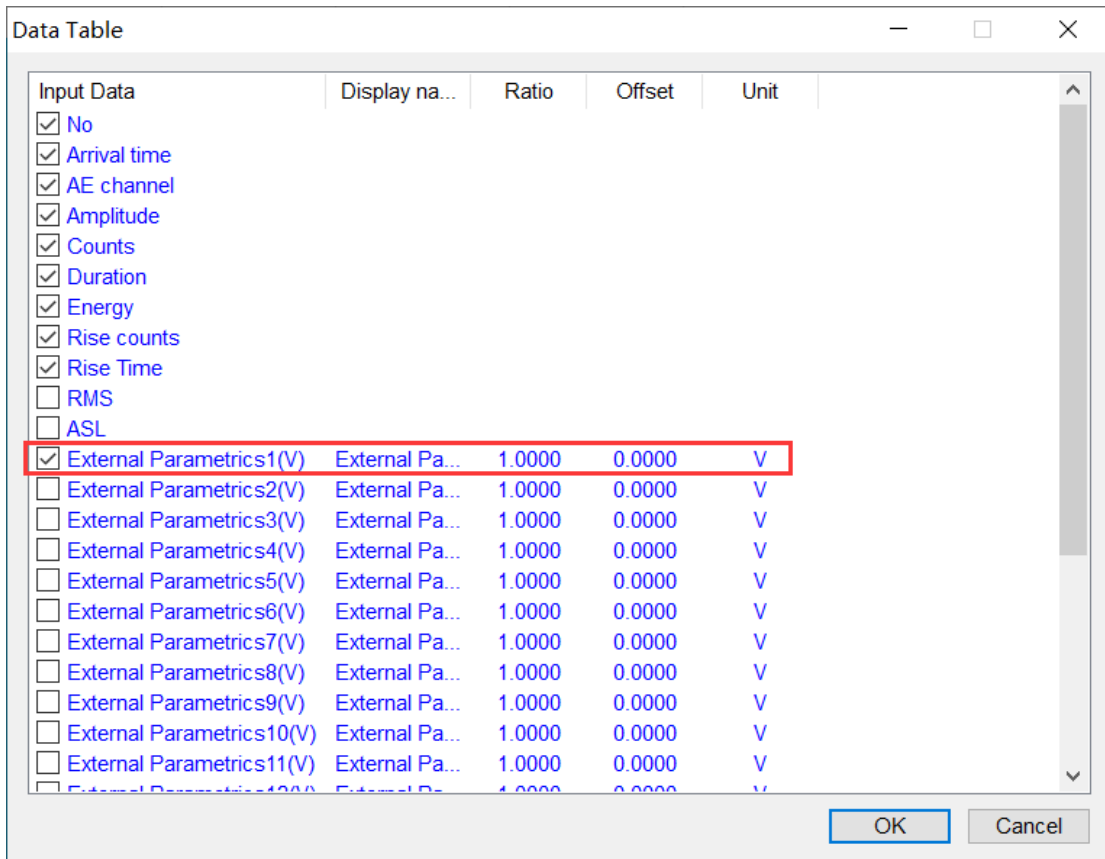 Data Table
Input Data Display na... Ratio Offset Unit
No
Arrival time
AE channel
Amplitude
Counts
Duration
Energy
Rise counts
Rise Time
RMS
ASL
External Parametrics1(V) External Pa... 1.0000 0.0000 V
External Parametrics2(V) External Pa... 1.0000 0.0000 V
External Parametrics3(V) External Pa... 1.0000 0.0000 V
External Parametrics4(V) External Pa... 1.0000 0.0000 V
External Parametrics5(V) External Pa... 1.0000 0.0000 V
External Parametrics6(V) External Pa... 1.0000 0.0000 V
External Parametrics7(V) External Pa... 1.0000 0.0000 V
External Parametrics8(V) External Pa... 1.0000 0.0000 V
External Parametrics9(V) External Pa... 1.0000 0.0000 V
External Parametrics10(V) External Pa... 1.0000 0.0000 V
External Parametrics11(V) External Pa... 1.0000 0.0000 V
OK Cancel